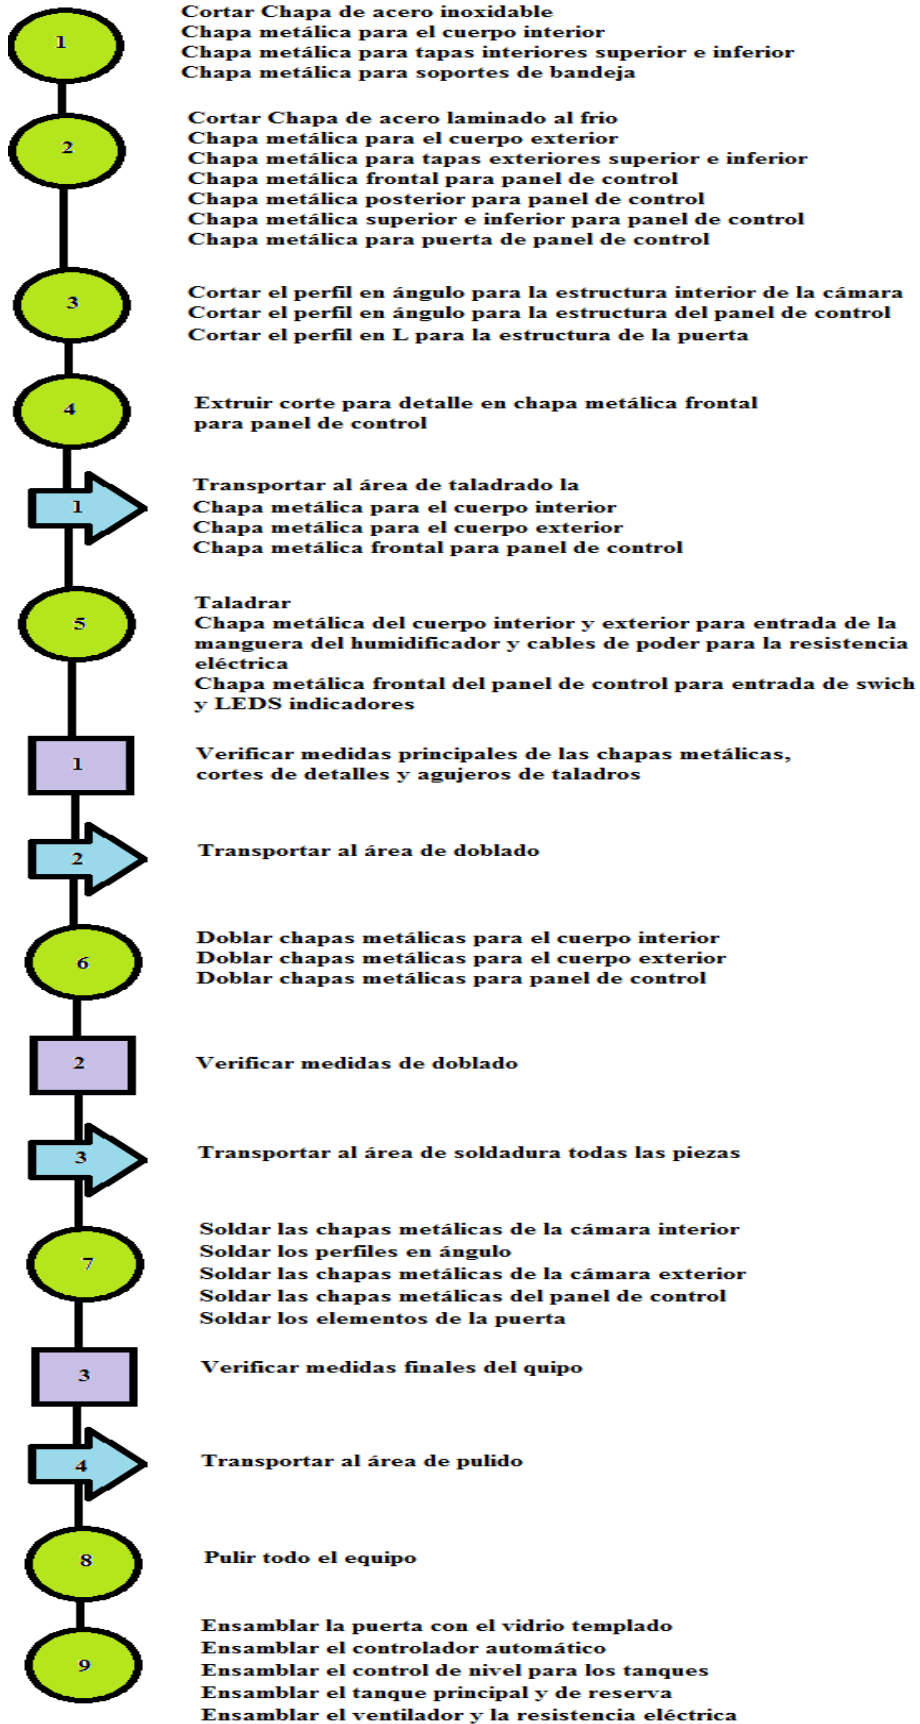 1
Cortar Chapa de acero inoxidable
Chapa metálica para el cuerpo interior
Chapa metálica para tapas interiores superior e inferior
Chapa metálica para soportes de bandeja
2
Cortar Chapa de acero laminado al frio
Chapa metálica para el cuerpo exterior
Chapa metálica para tapas exteriores superior e inferior
Chapa metálica frontal para panel de control
Chapa metálica posterior para panel de control
Chapa metálica superior e inferior para panel de control
Chapa metálica para puerta de panel de control
3
Cortar el perfil en ángulo para la estructura interior de la cámara
Cortar el perfil en ángulo para la estructura del panel de control
Cortar el perfil en L para la estructura de la puerta
4
Extruir corte para detalle en chapa metálica frontal
para panel de control
1
Transportar al área de taladrado la
Chapa metálica para el cuerpo interior
Chapa metálica para el cuerpo exterior
Chapa metálica frontal para panel de control
5
Taladrar
Chapa metálica del cuerpo interior y exterior para entrada de la
manguera del humidificador y cables de poder para la resistencia
eléctrica
Chapa metálica frontal del panel de control para entrada de swich
y LEDS indicadores
1
Verificar medidas principales de las chapas metálicas,
cortes de detalles y agujeros de taladros
2
Transportar al área de doblado
6
Doblar chapas metálicas para el cuerpo interior
Doblar chapas metálicas para el cuerpo exterior
Doblar chapas metálicas para panel de control
2
Verificar medidas de doblado
3
Transportar al área de soldadura todas las piezas
7
Soldar las chapas metálicas de la cámara interior
Soldar los perfiles en ángulo
Soldar las chapas metálicas de la cámara exterior
Soldar las chapas metálicas del panel de control
Soldar los elementos de la puerta
3
Verificar medidas finales del quipo
4
Transportar al área de pulido
8
Pulir todo el equipo
9
Ensamblar la puerta con el vidrio templado
Ensamblar el controlador automático
Ensamblar el control de nivel para los tanques
Ensamblar el tanque principal y de reserva
Ensamblar el ventilador y la resistencia eléctrica